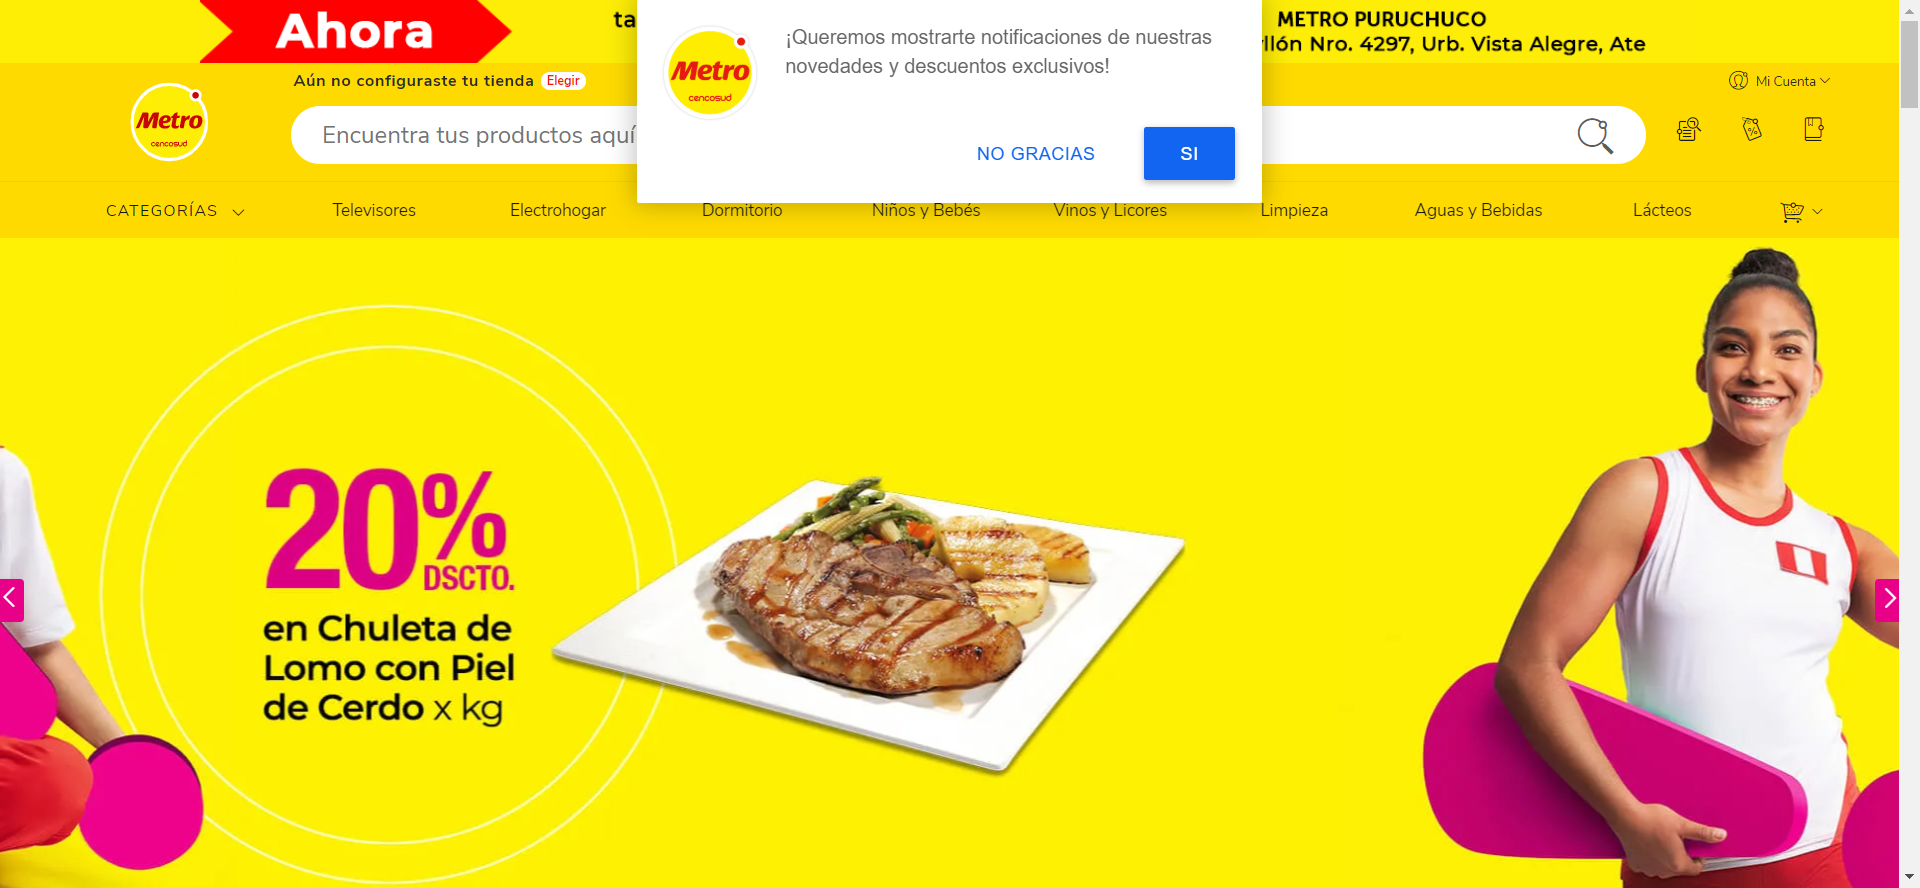 Ahora
ta
METRO PURUCHUCO
llón Nro. 4297, Urb. Vista Alegre, Ate
¡Queremos mostrarte notificaciones de nuestras
novedades y descuentos exclusivos!
NO GRACIAS
SI
Metro
cencosud
Aún no configuraste tu tienda Elegir
Mi Cuenta
Metro
cencosud
Encuentra tus productos aquí
%
CATEGORÍAS
Televisores
Electrohogar
Dormitorio
Niños y Bebés
Vinos y Licores
Limpieza
Aguas y Bebidas
Lácteos
20%
DSCTO.
en Chuleta de
Lomo con Piel
de Cerdo x kg